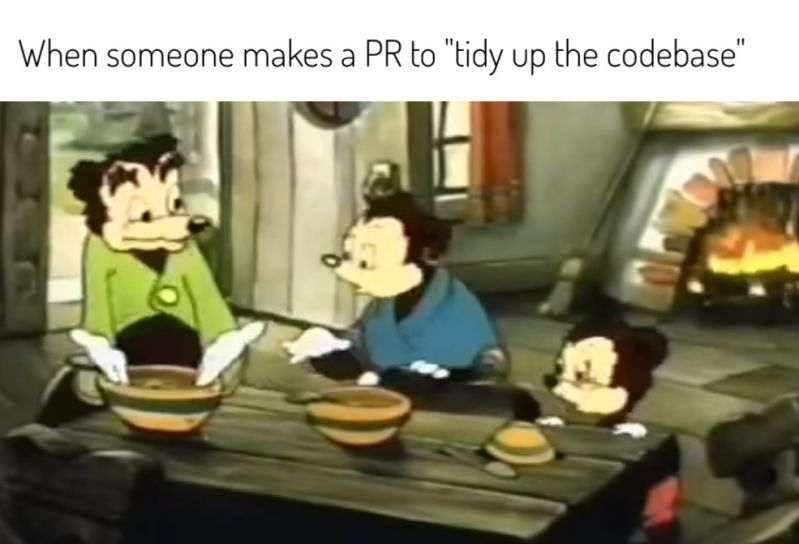 When someone makes a PR to "tidy up the codebase"